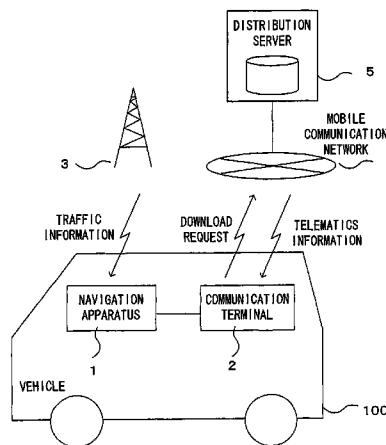 DISTRIBUTION
SERVER
5
MOBILE
COMMUNICATION
NETWORK
3
TRAFFIC
INFORMATION
DOWNLOAD
REQUEST
TELEMATICS
INFORMATION
NAVIGATION
APPARATUS
COMMUNICATION
TERMINAL
1
2
VEHICLE
100